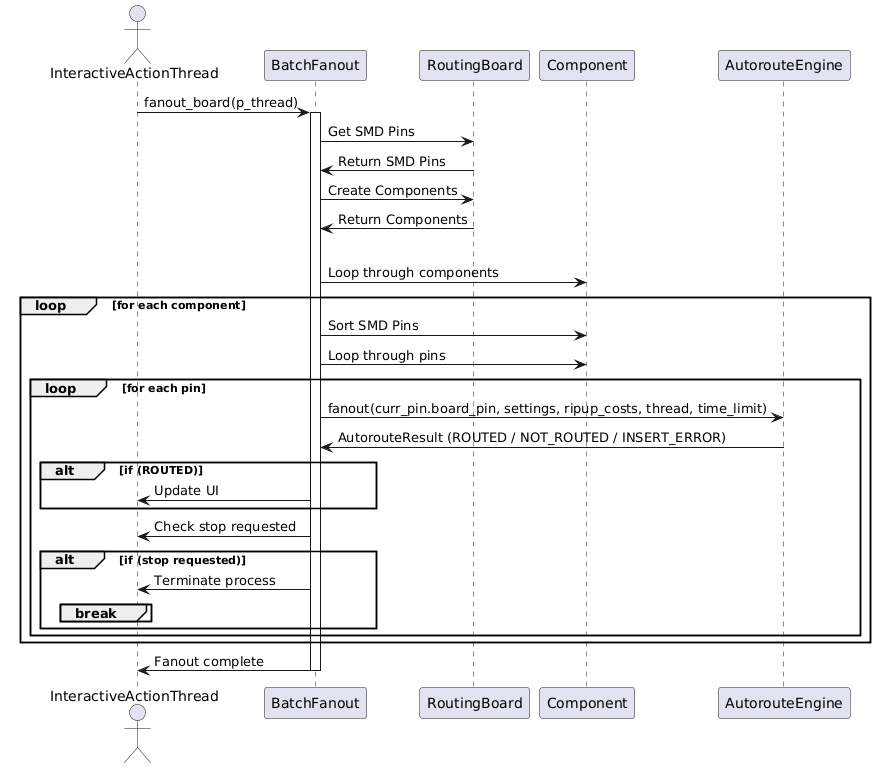 InteractiveActionThread
BatchFanout
RoutingBoard
Component
AutorouteEngine
fanout_board(p_thread)
Get SMD Pins
Return SMD Pins
Create Components
Return Components
Loop through components
loop [for each component]
Sort SMD Pins
Loop through pins
loop [for each pin]
fanout(curr_pin.board_pin, settings, ripup_costs, thread, time_limit)
AutorouteResult (ROUTED / NOT_ROUTED / INSERT_ERROR)
alt [if (ROUTED)]
Update UI
Check stop requested
alt [if (stop requested)]
Terminate process
break
Fanout complete
InteractiveActionThread
BatchFanout
RoutingBoard
Component
AutorouteEngine